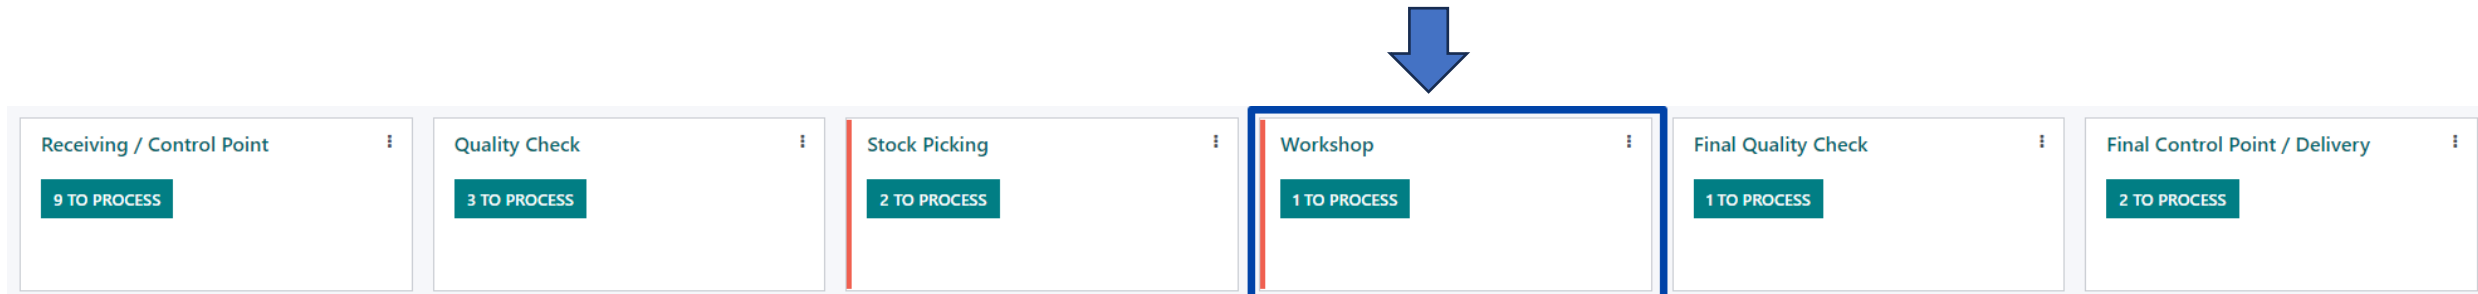 Receiving / Control Point
9 TO PROCESS
Quality Check
3 TO PROCESS
Stock Picking
2 TO PROCESS
Workshop
1 TO PROCESS
Final Quality Check
1 TO PROCESS
Final Control Point / Delivery
2 TO PROCESS